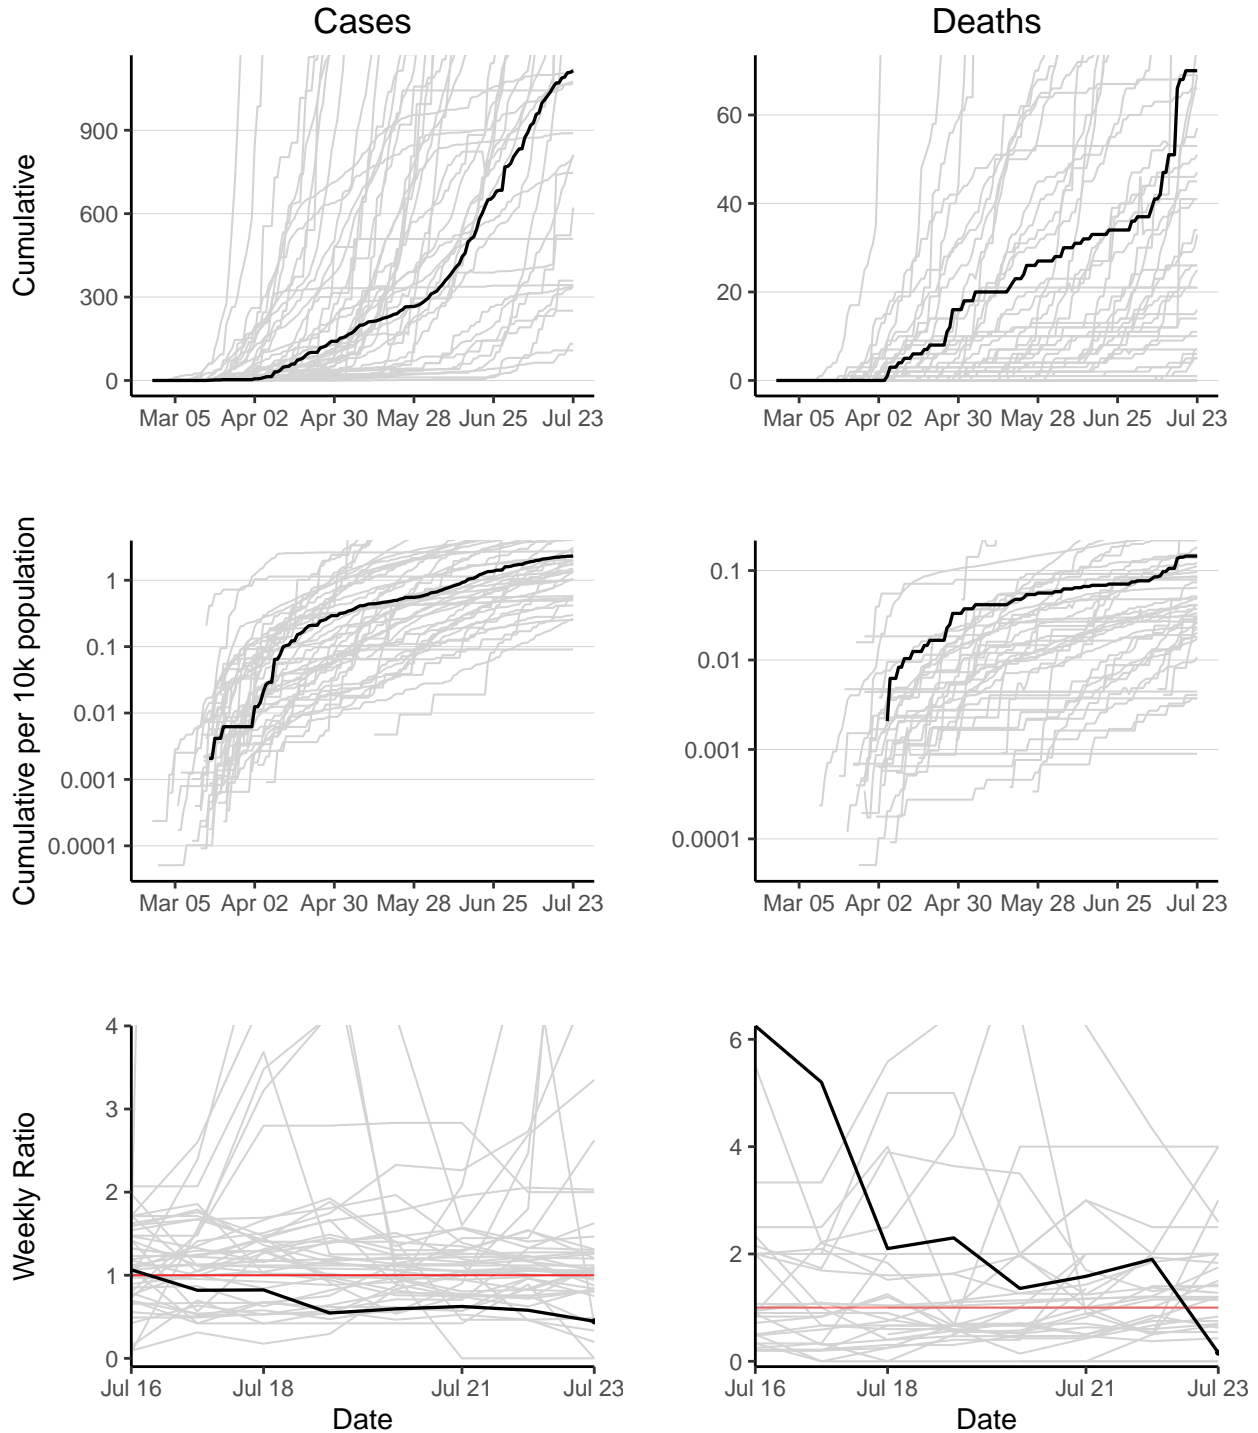 Cases
Deaths
Cumulative
900
600
300
0
Mar 05 Apr 02 Apr 30 May 28 Jun 25 Jul 23
60
40
20
0
Mar 05 Apr 02 Apr 30 May 28 Jun 25 Jul 23
Cumulative per 10k population
1
0.1
0.01
0.001
0.0001
Mar 05 Apr 02 Apr 30 May 28 Jun 25 Jul 23
0.1
0.01
0.001
0.0001
Mar 05 Apr 02 Apr 30 May 28 Jun 25 Jul 23
Weekly Ratio
4
3
2
1
0
Jul 16 Jul 18 Jul 21 Jul 23
Date
6
4
2
0
Jul 16 Jul 18 Jul 21 Jul 23
Date